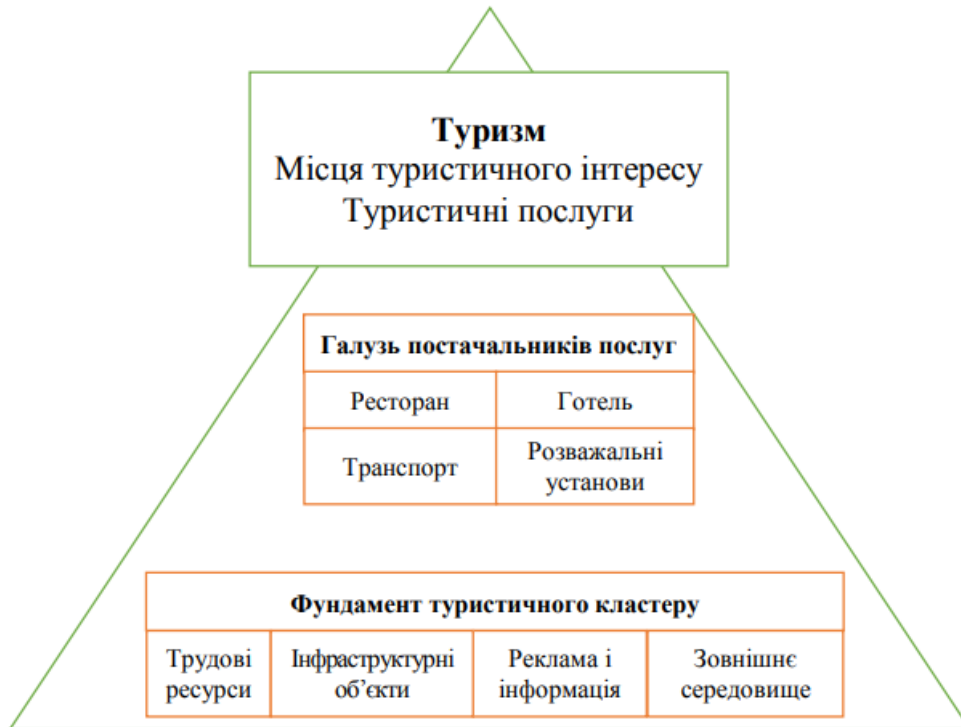 Туризм
Місця туристичного інтересу
Туристичні послуги
Галузь постачальників послуг
Ресторан
Готель
Транспорт
Розважальні
установи
Фундамент туристичного кластеру
Трудові
ресурси
Інфраструктурні
об’єкти
Реклама і
інформація
Зовнішнє
середовище